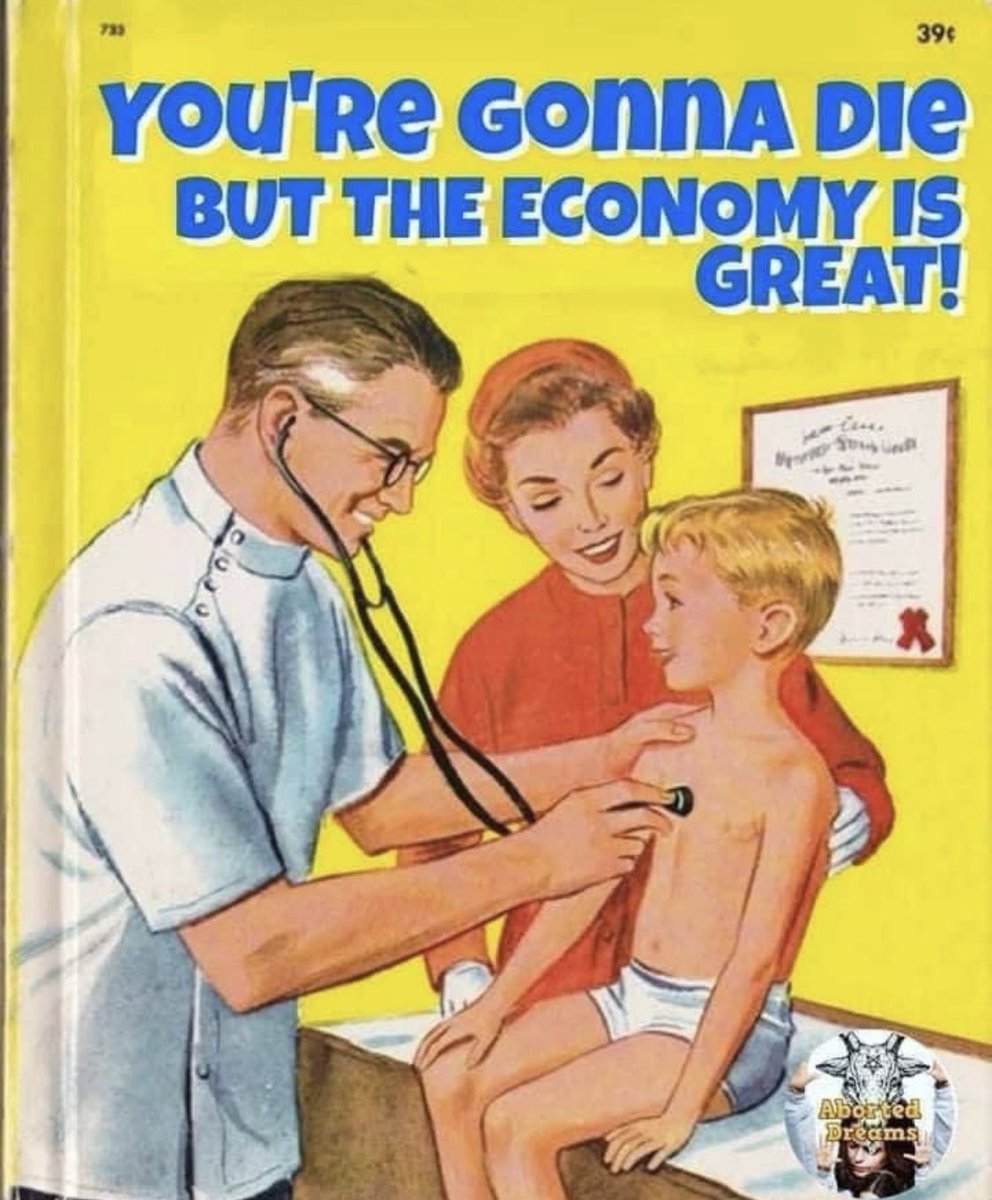 733
39¢
YOU'RE GONNA DIE
BUT THE ECONOMY IS
GREAT!
Aborted
Dreams